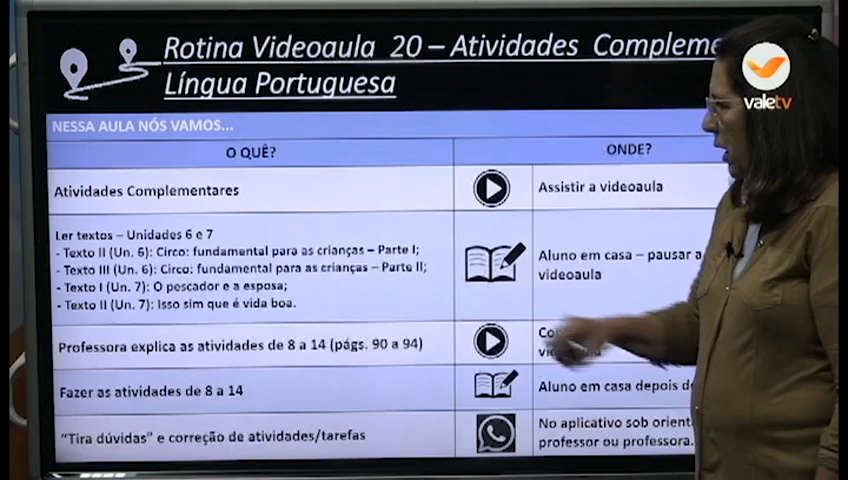 Rotina Videoaula 20 – Atividades
Língua Portuguesa
valetv
NESSA AULA NÓS VAMOS...
O QUÊ?
ONDE?
Atividades Complementares
Assistir a videoaula
Ler textos – Unidades 6 e 7
- Texto II (Un. 6): Circo: fundamental para as crianças – Parte I;
- Texto III (Un. 6): Circo: fundamental para as crianças – Parte II;
- Texto I (Un. 7): O pescador e a esposa;
- Texto II (Un. 7): Isso sim que é vida boa.
Aluno em casa – pausar a
videoaula
Professora explica as atividades de 8 a 14 (págs. 90 a 94)
Fazer as atividades de 8 a 14
Aluno em casa depois
"Tira dúvidas" e correção de atividades/tarefas
No aplicativo sob
professor ou professora.